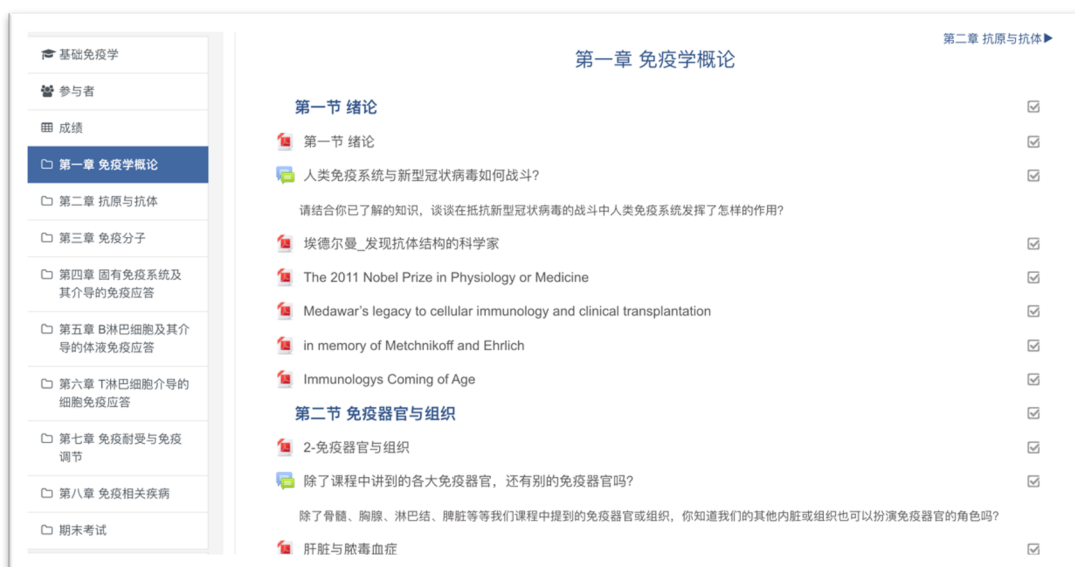 基础免疫学
参与者
成绩
第一章 免疫学概论
第二章 抗原与抗体
第三章 免疫分子
第四章 固有免疫系统及
其介导的免疫应答
第五章 B淋巴细胞及其介
导的体液免疫应答
第六章 T淋巴细胞介导的
细胞免疫应答
第七章 免疫耐受与免疫
调节
第八章 免疫相关疾病
期末考试
第二章 抗原与抗体▶
第一章 免疫学概论
第一节 绪论
第一节 绪论
人类免疫系统与新型冠状病毒如何战斗?
请结合你已了解的知识，谈谈在抵抗新型冠状病毒的战斗中人类免疫系统发挥了怎样的作用?
埃德尔曼_发现抗体结构的科学家
The 2011 Nobel Prize in Physiology or Medicine
Medawar’s legacy to cellular immunology and clinical transplantation
in memory of Metchnikoff and Ehrlich
Immunologys Coming of Age
第二节 免疫器官与组织
2-免疫器官与组织
除了课程中讲到的各大免疫器官，还有别的免疫器官吗?
除了骨髓、胸腺、淋巴结、脾脏等等我们课程中提到的免疫器官或组织，你知道我们的其他内脏或组织也可以扮演免疫器官的角色吗?
肝脏与脓毒血症